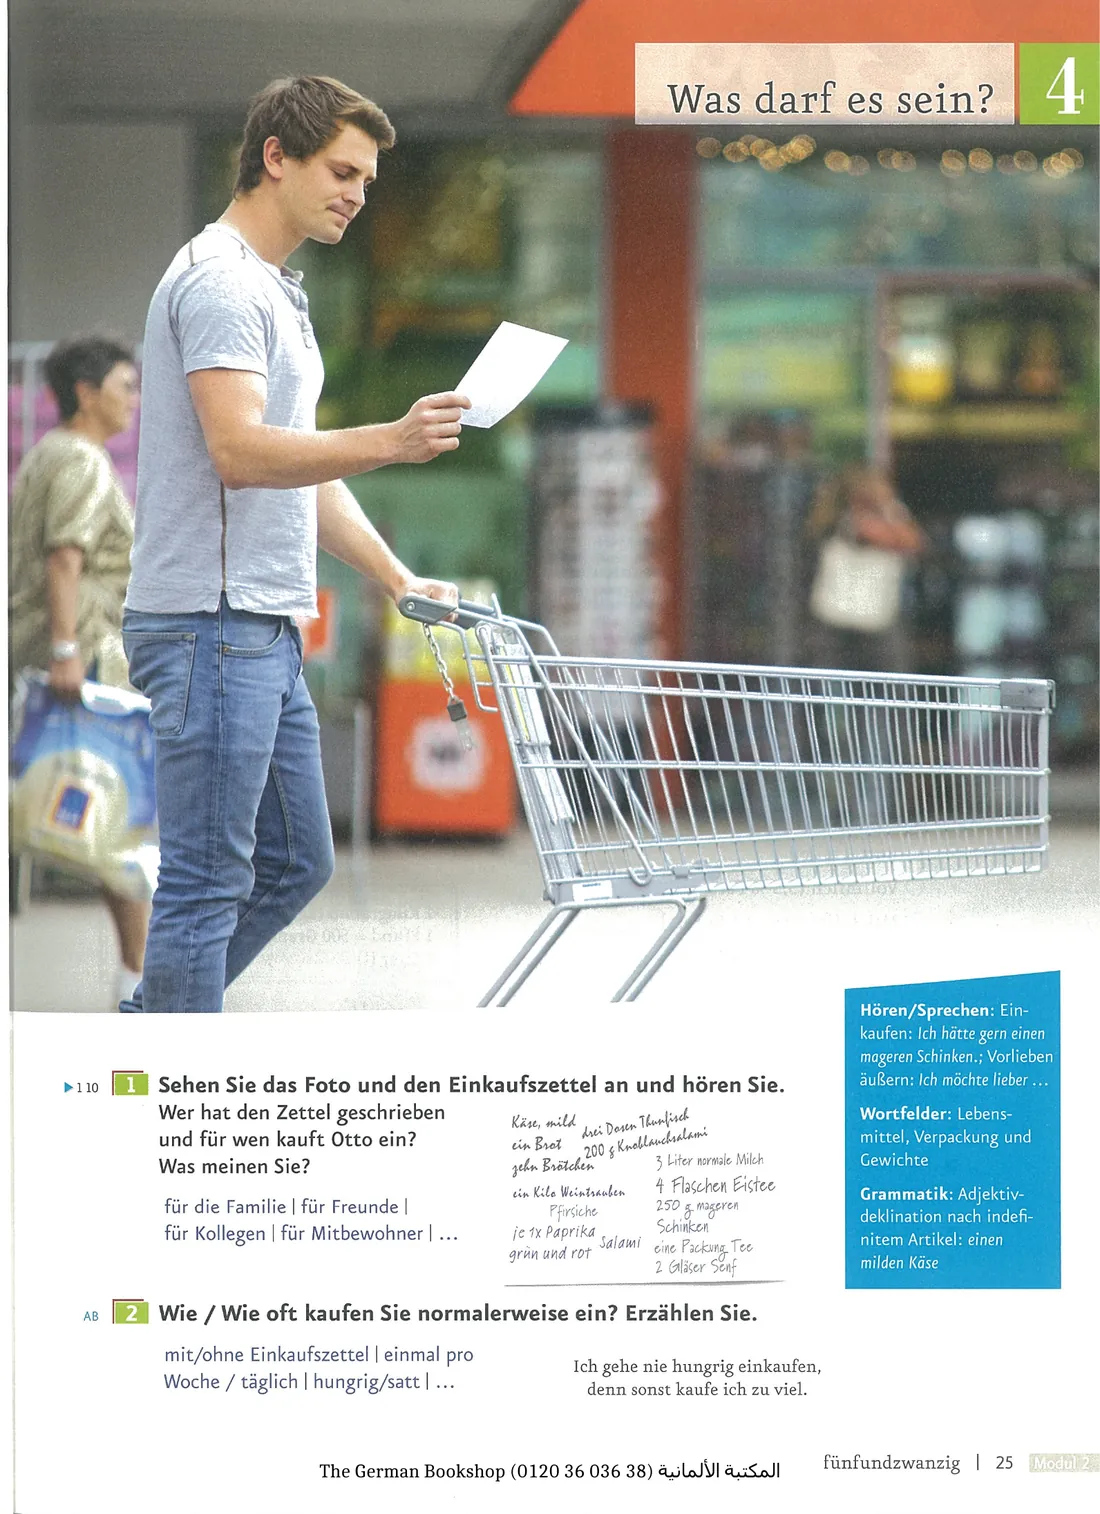 Was darf es sein?
4
Hören/Sprechen: Ein-
kaufen: Ich hätte gern einen
mageren Schinken.; Vorlieben
äußern: Ich möchte lieber ...
Wortfelder: Lebens-
mittel, Verpackung und
Gewichte
Grammatik: Adjektiv-
deklination nach indefi-
nitem Artikel: einen
milden Käse
▶ 1 10
1
Sehen Sie das Foto und den Einkaufszettel an und hören Sie.
Wer hat den Zettel geschrieben
und für wen kauft Otto ein?
Was meinen Sie?
für die Familie | für Freunde |
für Kollegen | für Mitbewohner | ...
Käse, mild
ein Brot
zehn Brötchen
drei Dosen Thunfisch
200 g Knoblauchsalami
ein Kilo Weintrauben
Pfirsiche
je 1x Paprika
grün und rot
Salami
3 Liter normale Milch
4 Flaschen Eistee
250 g mageren
Schinken
eine Packung Tee
2 Gläser Senf
AB
2
Wie / Wie oft kaufen Sie normalerweise ein? Erzählen Sie.
mit/ohne Einkaufszettel | einmal pro
Woche / täglich | hungrig/satt | ...
Ich gehe nie hungrig einkaufen,
denn sonst kaufe ich zu viel.
The German Bookshop (0120 36 036 38) المكتبة الألمانية
fünfundzwanzig | 25 Modul 2